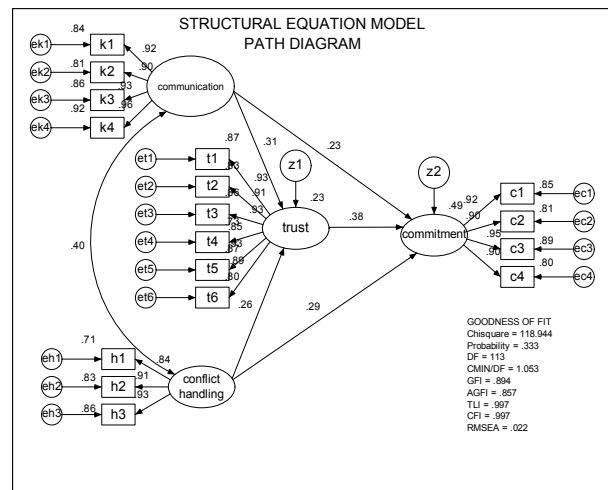 STRUCTURAL EQUATION MODEL
PATH DIAGRAM
.84
ek1
k1
.92
.81
ek2
k2
.90
.86
ek3
k3
.93
.92
ek4
k4
.96
communication
.87
et1
t1
.93
et2
t2
.91
et3
t3
.93
et4
t4
.85
et5
t5
.89
et6
t6
.80
.31
.23
z1
.23
trust
.38
z2
.49
commitment
.92
c1
.85
ec1
.90
c2
.81
ec2
.95
c3
.89
ec3
.90
c4
.80
ec4
.40
.26
.29
.71
eh1
h1
.84
.83
eh2
h2
.91
.86
eh3
h3
.93
conflict
handling
GOODNESS OF FIT
Chisquare = 118.944
Probability = .333
DF = 113
CMIN/DF = 1.053
GFI = .894
AGFI = .857
TLI = .997
CFI = .997
RMSEA = .022